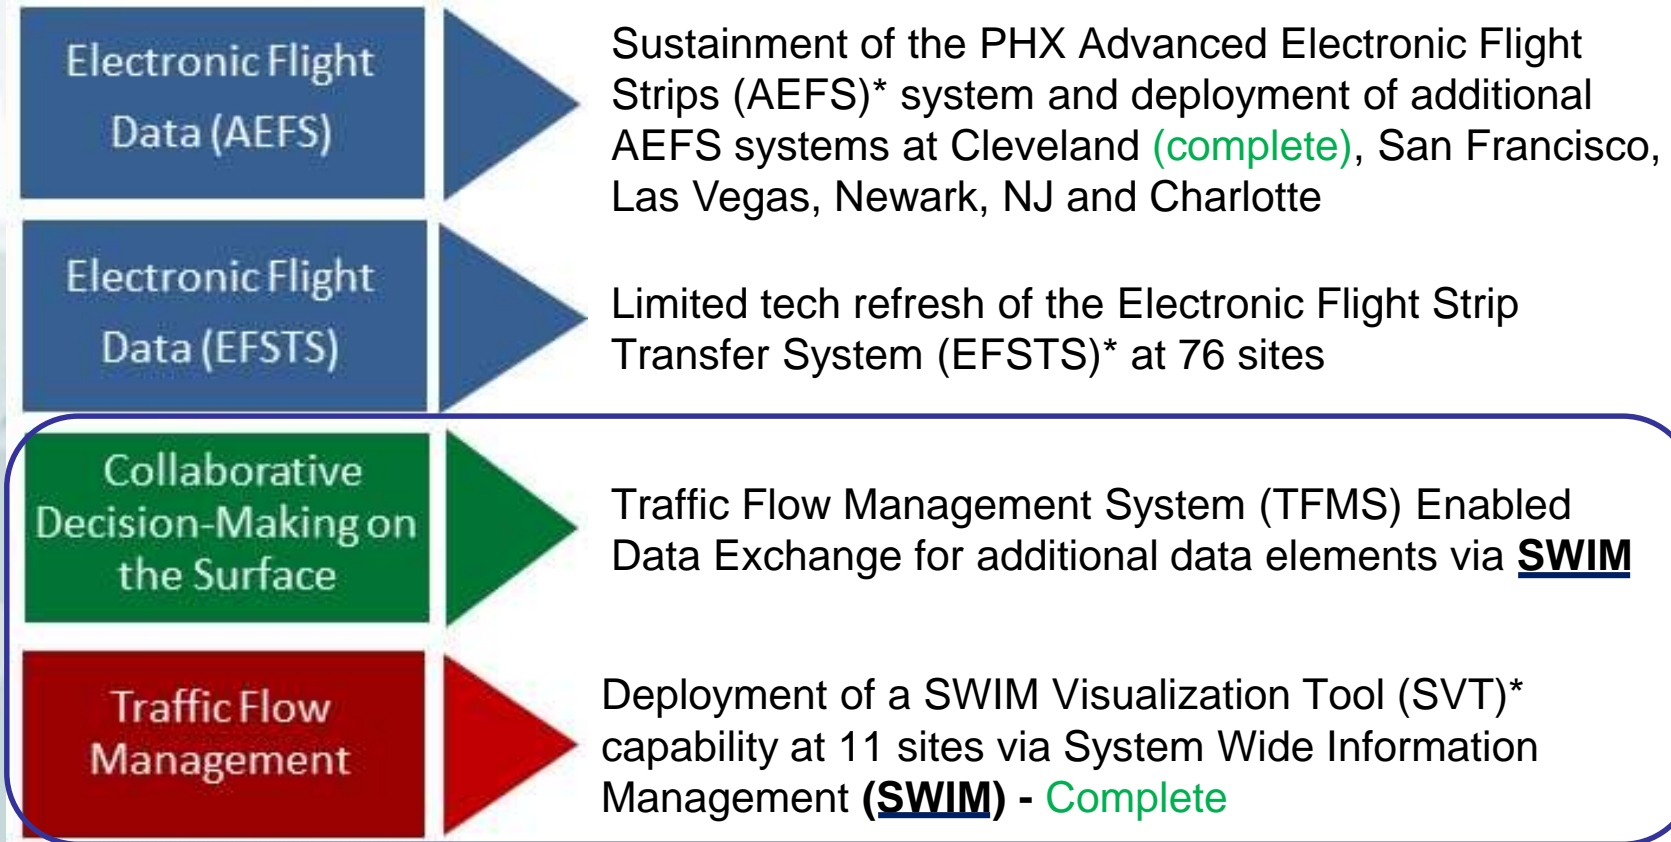 Electronic Flight
Data (AEFS)
Sustainment of the PHX Advanced Electronic Flight
Strips (AEFS)* system and deployment of additional
AEFS systems at Cleveland (complete), San Francisco,
Las Vegas, Newark, NJ and Charlotte
Electronic Flight
Data (EFSTS)
Limited tech refresh of the Electronic Flight Strip
Transfer System (EFSTS)* at 76 sites
Collaborative
Decision-Making on
the Surface
Traffic Flow Management System (TFMS) Enabled
Data Exchange for additional data elements via SWIM
Traffic Flow
Management
Deployment of a SWIM Visualization Tool (SVT)*
capability at 11 sites via System Wide Information
Management (SWIM) - Complete